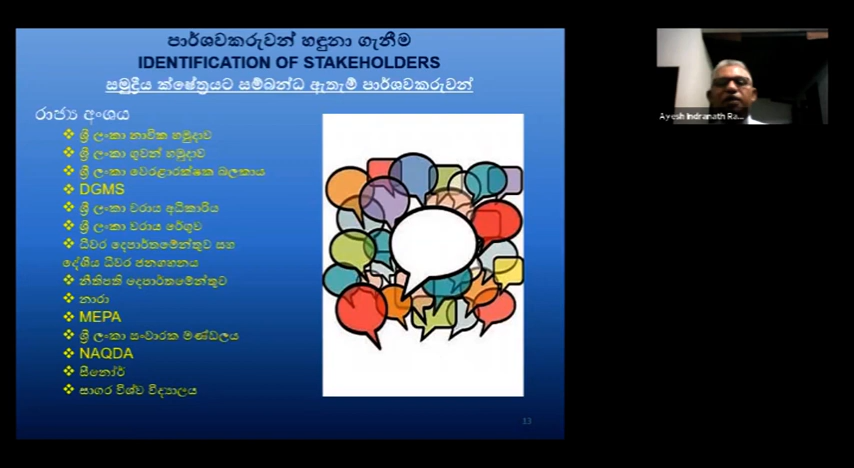 පාර්ශවකරුවන් හඳුනා ගැනීම
IDENTIFICATION OF STAKEHOLDERS
සමුද්‍රීය ක්ෂේත්‍රයට සම්බන්ධ ඇතැම් පාර්ශවකරුවන්
රාජ්‍ය අංශය
❖ ශ්‍රී ලංකා නාවික හමුදාව
❖ ශ්‍රී ලංකා ගුවන් හමුදාව
❖ ශ්‍රී ලංකා වෙරළාරක්ෂක බලකාය
❖ DGMS
❖ ශ්‍රී ලංකා වරාය අධිකාරිය
❖ ශ්‍රී ලංකා වරාය රේගුව
❖ ධීවර දෙපාර්තමේන්තුව සහ
දේශීය ධීවර ජනගහනය
❖ නීතිපති දෙපාර්තමේන්තුව
❖ නාරා
❖ MEPA
❖ ශ්‍රී ලංකා සංචාරක මණ්ඩලය
❖ NAQDA
❖ සීනෝර්
❖ සාගර විශ්ව විද්‍යාලය
13
Ayesh Indranath Ra...